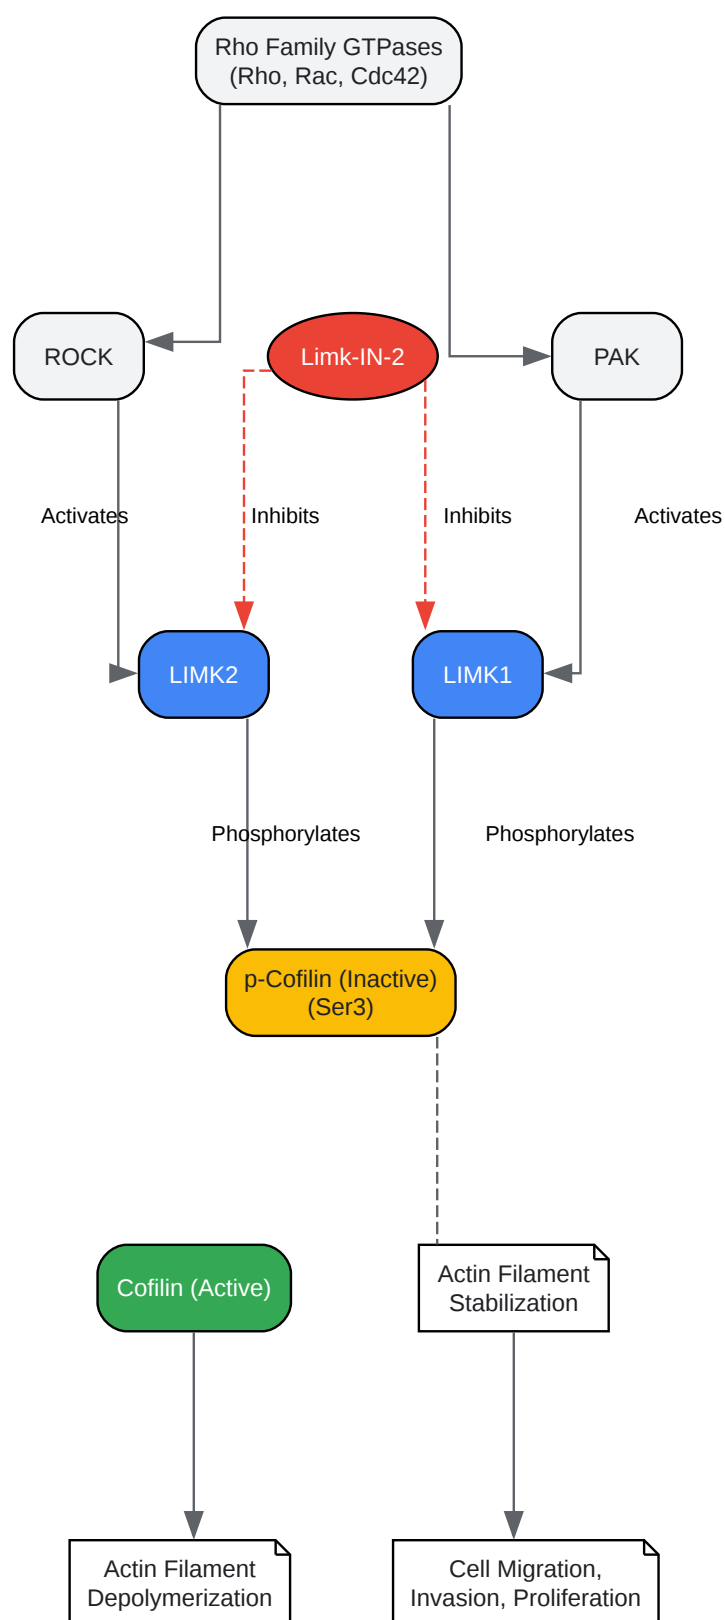 Rho Family GTPases
(Rho, Rac, Cdc42)
ROCK
Limk-IN-2
PAK
Activates
Inhibits
Inhibits
Activates
LIMK2
LIMK1
Phosphorylates
Phosphorylates
p-Cofilin (Inactive)
(Ser3)
Cofilin (Active)
Actin Filament
Stabilization
Actin Filament
Depolymerization
Cell Migration,
Invasion, Proliferation